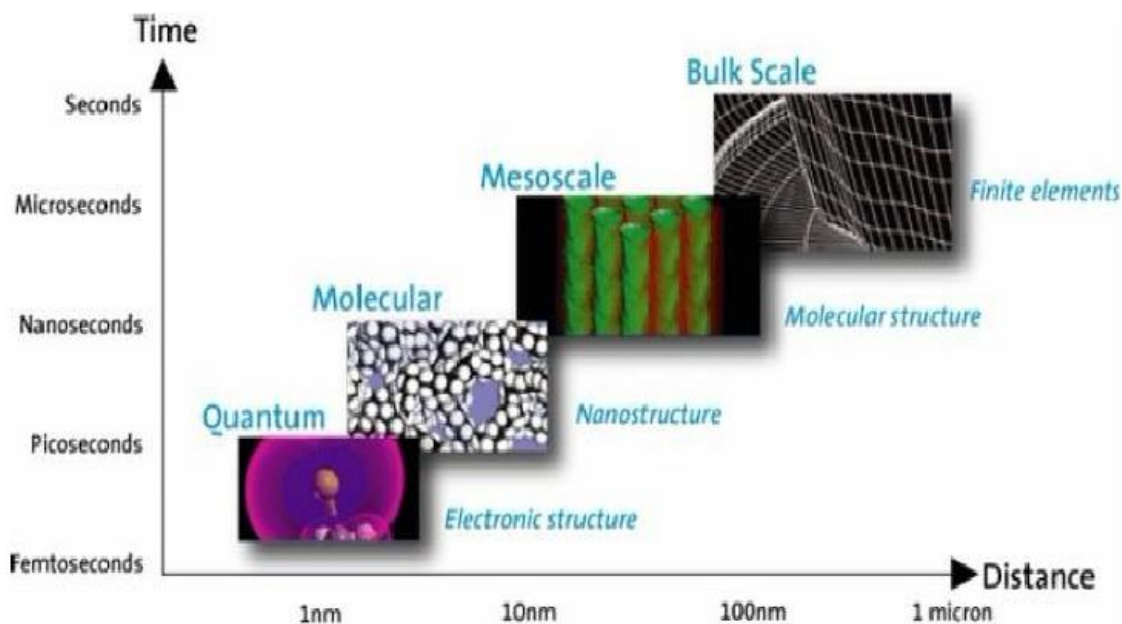 Time
Bulk Scale
Seconds
Mesoscale
Finite elements
Microseconds
Molecular
Molecular structure
Nanoseconds
Quantum
Nanostructure
Picoseconds
Electronic structure
Femtoseconds
Distance
1nm
10nm
100nm
1 micron